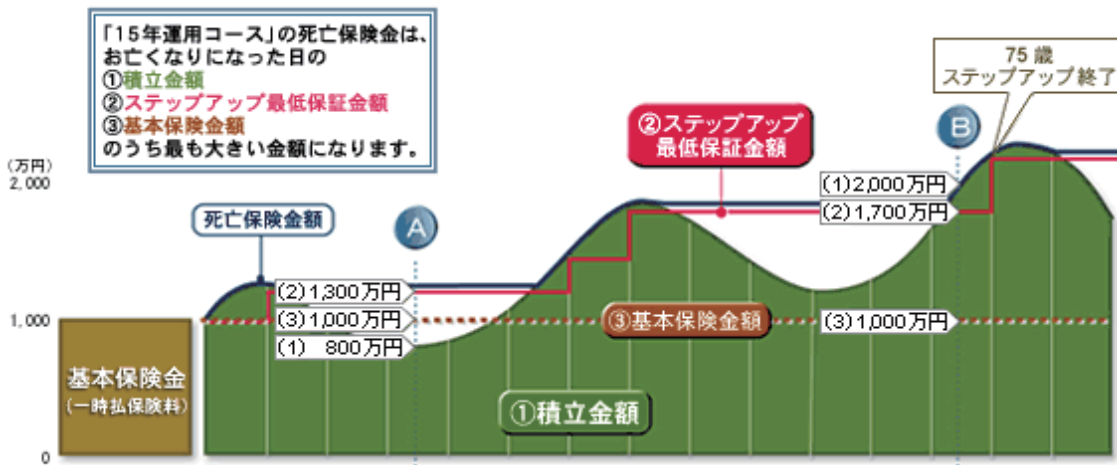 「15年運用コース」の死亡保険金は、
お亡くなりになった日の
①積立金額
②ステップアップ最低保証金額
③基本保険金額
のうち最も大きい金額になります。
75歳
ステップアップ終了
(万円)
2,000
②ステップアップ
最低保証金額
B
(1)2,000万円
(2)1,700万円
死亡保険金額
A
(2)1,300万円
(3)1,000万円
(1) 800万円
1,000
③基本保険金額
(3)1,000万円
基本保険金
(一時払保険料)
①積立金額
0